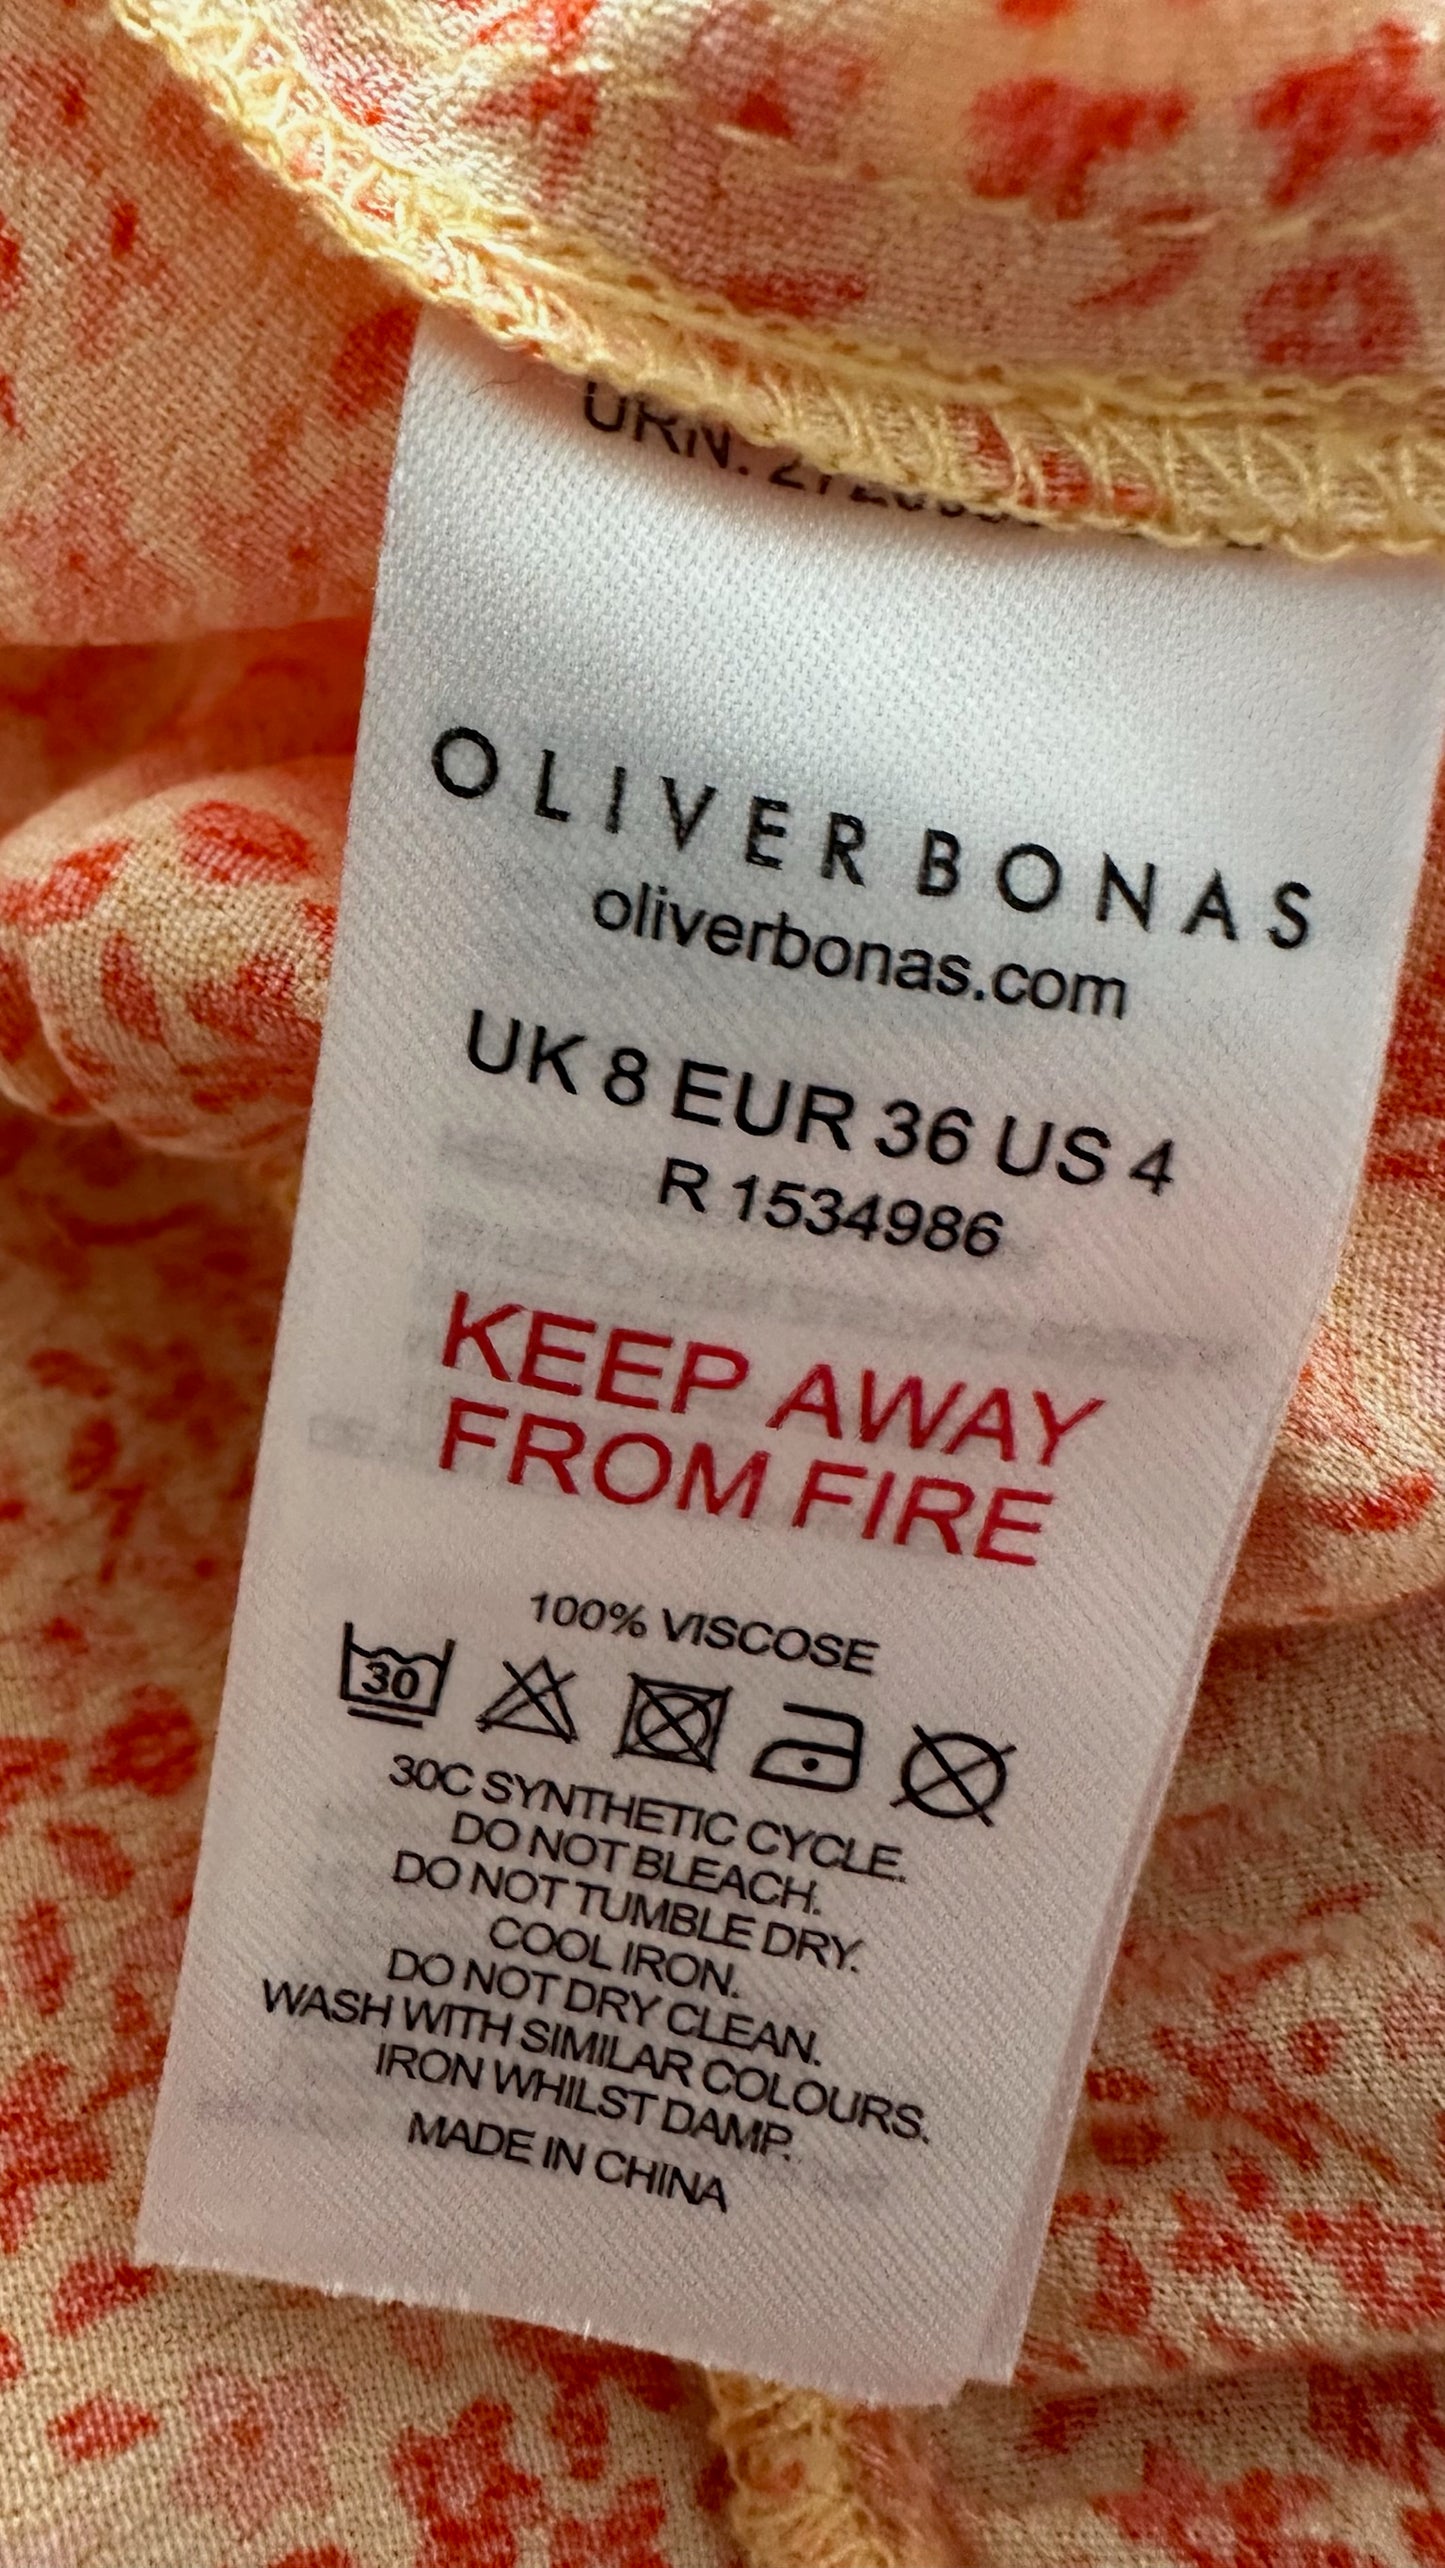 URN:
OLIVER BONAS
oliverbonas.com
UK 8 EUR 36 US 4
R 1534986
KEEP AWAY
FROM FIRE
100% VISCOSE
30
30C SYNTHETIC CYCLE.
DO NOT BLEACH.
DO NOT TUMBLE DRY.
COOL IRON.
DO NOT DRY CLEAN.
WASH WITH SIMILAR COLOURS.
IRON WHILST DAMP.
MADE IN CHINA